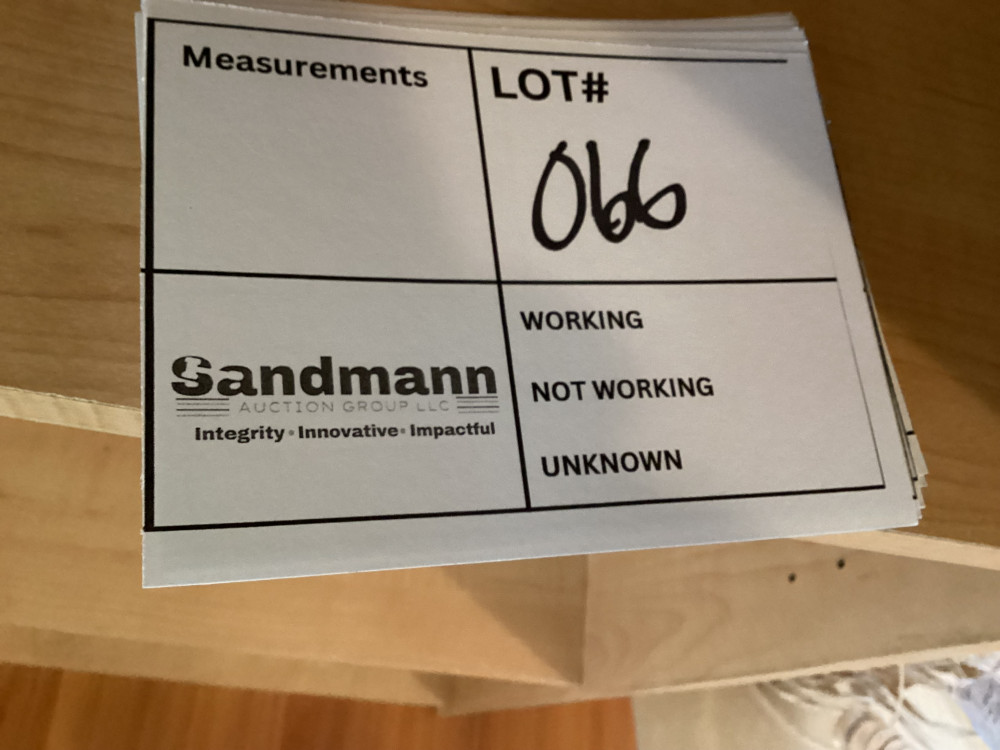 Measurements
LOT#
066
Sandmann
AUCTION GROUP LLC
Integrity • Innovative • Impactful
WORKING
NOT WORKING
UNKNOWN